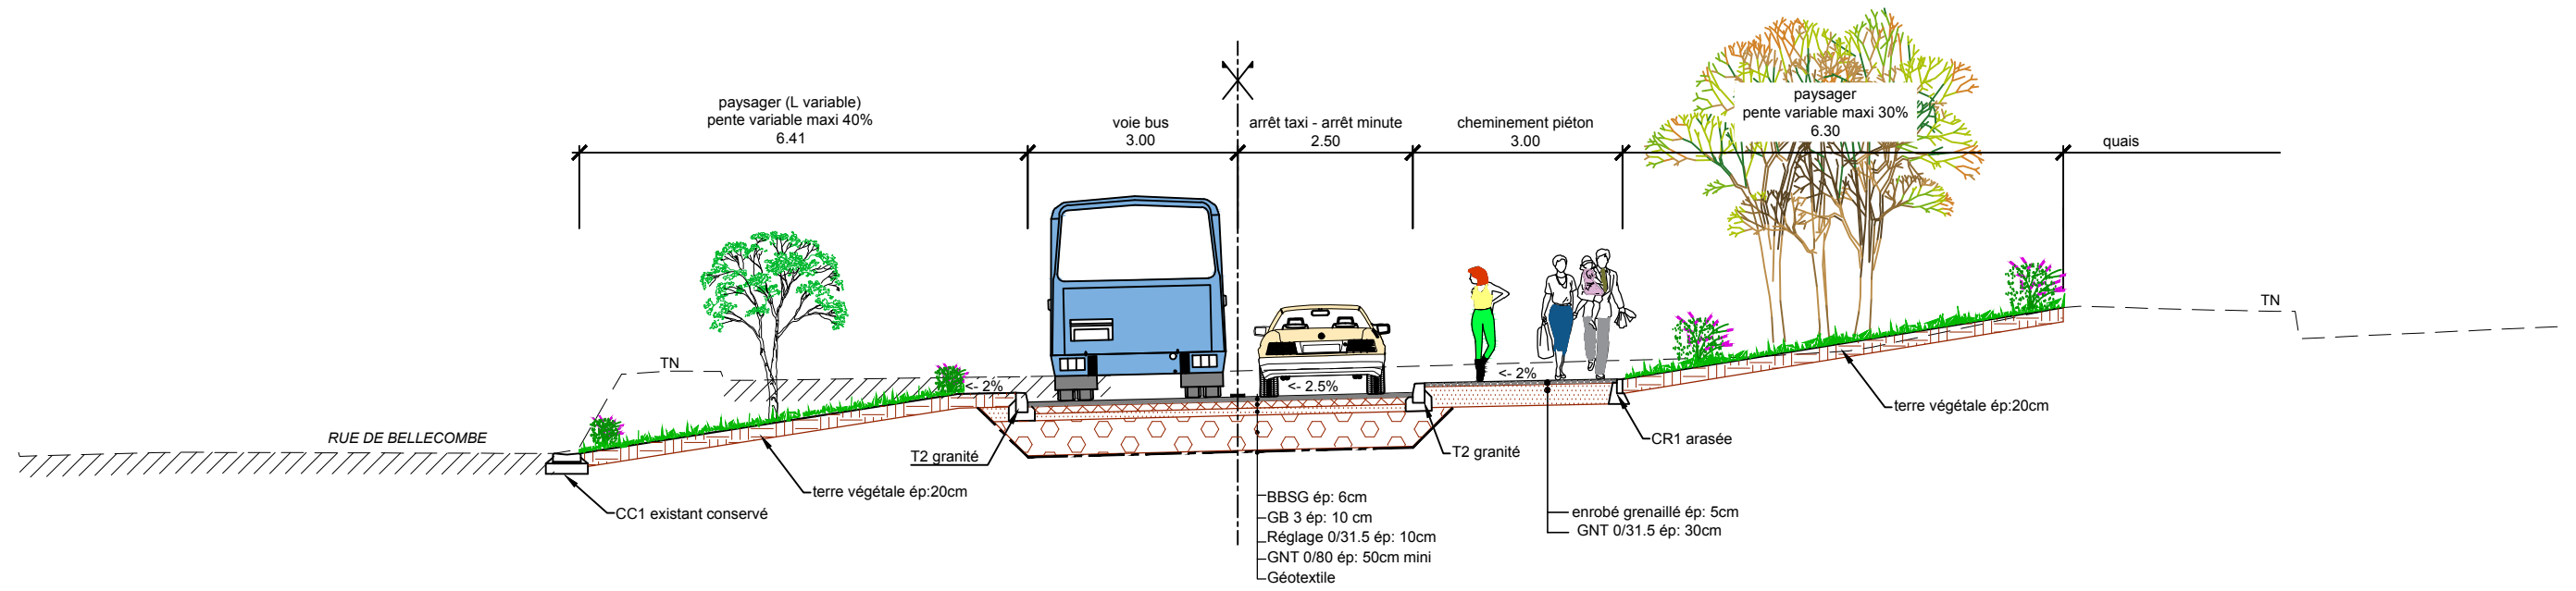 paysager (L variable)
pente variable maxi 40%
6.41
voie bus
3.00
arrêt taxi - arrêt minute
2.50
cheminement piéton
3.00
paysager
pente variable maxi 30%
6.30
quais
TN
TN
<- 2%
<- 2.5%
<- 2%
RUE DE BELLECOMBE
T2 granité
terre végétale ép:20cm
CC1 existant conservé
BBSG ép: 6cm
GB 3 ép: 10 cm
Réglage 0/31.5 ép: 10cm
GNT 0/80 ép: 50cm mini
Géotextile
T2 granité
enrobé grenaillé ép: 5cm
GNT 0/31.5 ép: 30cm
CR1 arasée
terre végétale ép:20cm